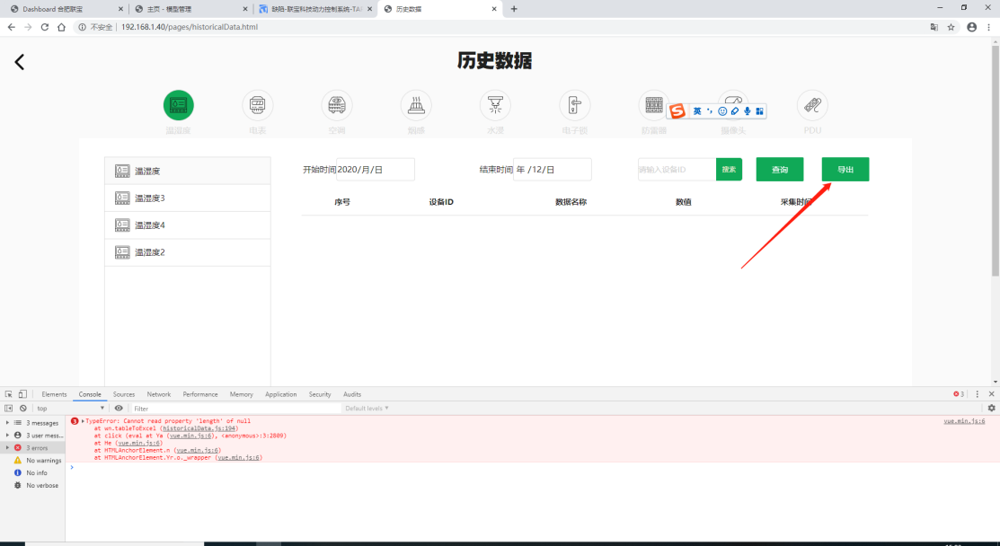 Dashboard 合肥联宝
主页 - 模型管理
缺陷-联宝科技动力控制系统-TA
历史数据
不安全 | 192.168.1.40/pages/historicalData.html
历史数据
温湿度 电表 空调 烟感 水浸 电子锁 防雷端 摄像头 PDU
英
温湿度
温湿度3
温湿度4
温湿度2
开始时间 2020/月/日 结束时间 年 /12/日 请输入设备ID 搜索 查询 导出
序号 设备ID 数据名称 数值 采集时间
Elements Console Sources Network Performance Memory Application Security Audits 3
top Filter Default levels
3 messages
3 user mess...
3 errors
No warnings
No info
No verbose
3 TypeError: Cannot read property 'length' of null vue.min.js:6
at wn.tableToExcel (historicalData.js:194)
at click (eval at Ya (vue.min.js:6), <anonymous>:3:2809)
at He (vue.min.js:6)
at HTMLAnchorElement.n (vue.min.js:6)
at HTMLAnchorElement.Yr.o._wrapper (vue.min.js:6)